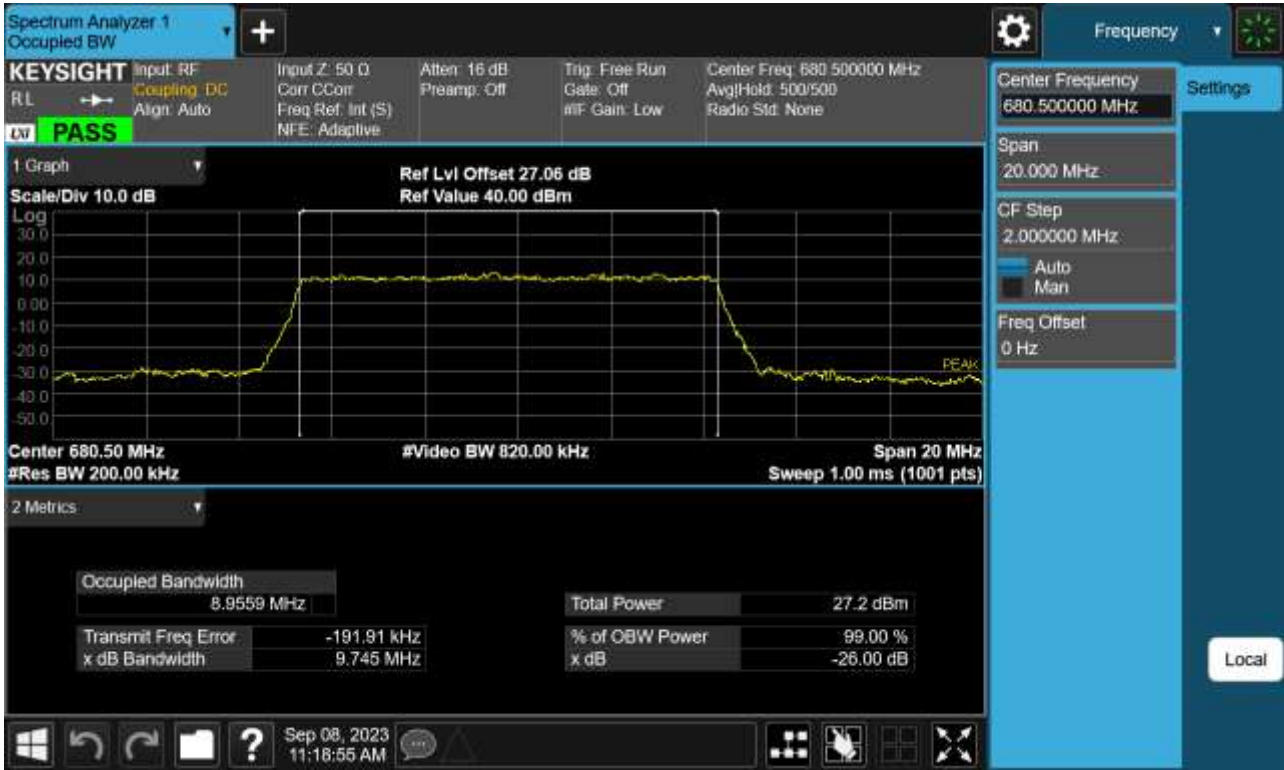 Spectrum Analyzer 1
Occupied BW
+
Frequency
KEYSIGHT
RL
LXI
PASS
Input: RF
Coupling: DC
Align: Auto
Input Z: 50 Ω
Corr CCorr
Freq Ref: Int (S)
NFE: Adaptive
Atten: 16 dB
Preamp: Off
Trig: Free Run
Gate: Off
#IF Gain: Low
Center Freq: 680.500000 MHz
Avg|Hold: 500/500
Radio Std: None
Center Frequency
680.500000 MHz
Settings
Span
20.000 MHz
CF Step
2.000000 MHz
Auto
Man
Freq Offset
0 Hz
1 Graph
Scale/Div 10.0 dB
Ref Lvl Offset 27.06 dB
Ref Value 40.00 dBm
Log
30.0
20.0
10.0
0.00
-10.0
-20.0
-30.0
-40.0
-50.0
PEAK
Center 680.50 MHz
#Video BW 820.00 kHz
Span 20 MHz
#Res BW 200.00 kHz
Sweep 1.00 ms (1001 pts)
2 Metrics
Occupied Bandwidth
8.9559 MHz
Total Power 27.2 dBm
Transmit Freq Error -191.91 kHz
% of OBW Power 99.00 %
x dB Bandwidth 9.745 MHz
x dB -26.00 dB
Local
?
Sep 08, 2023
11:18:55 AM